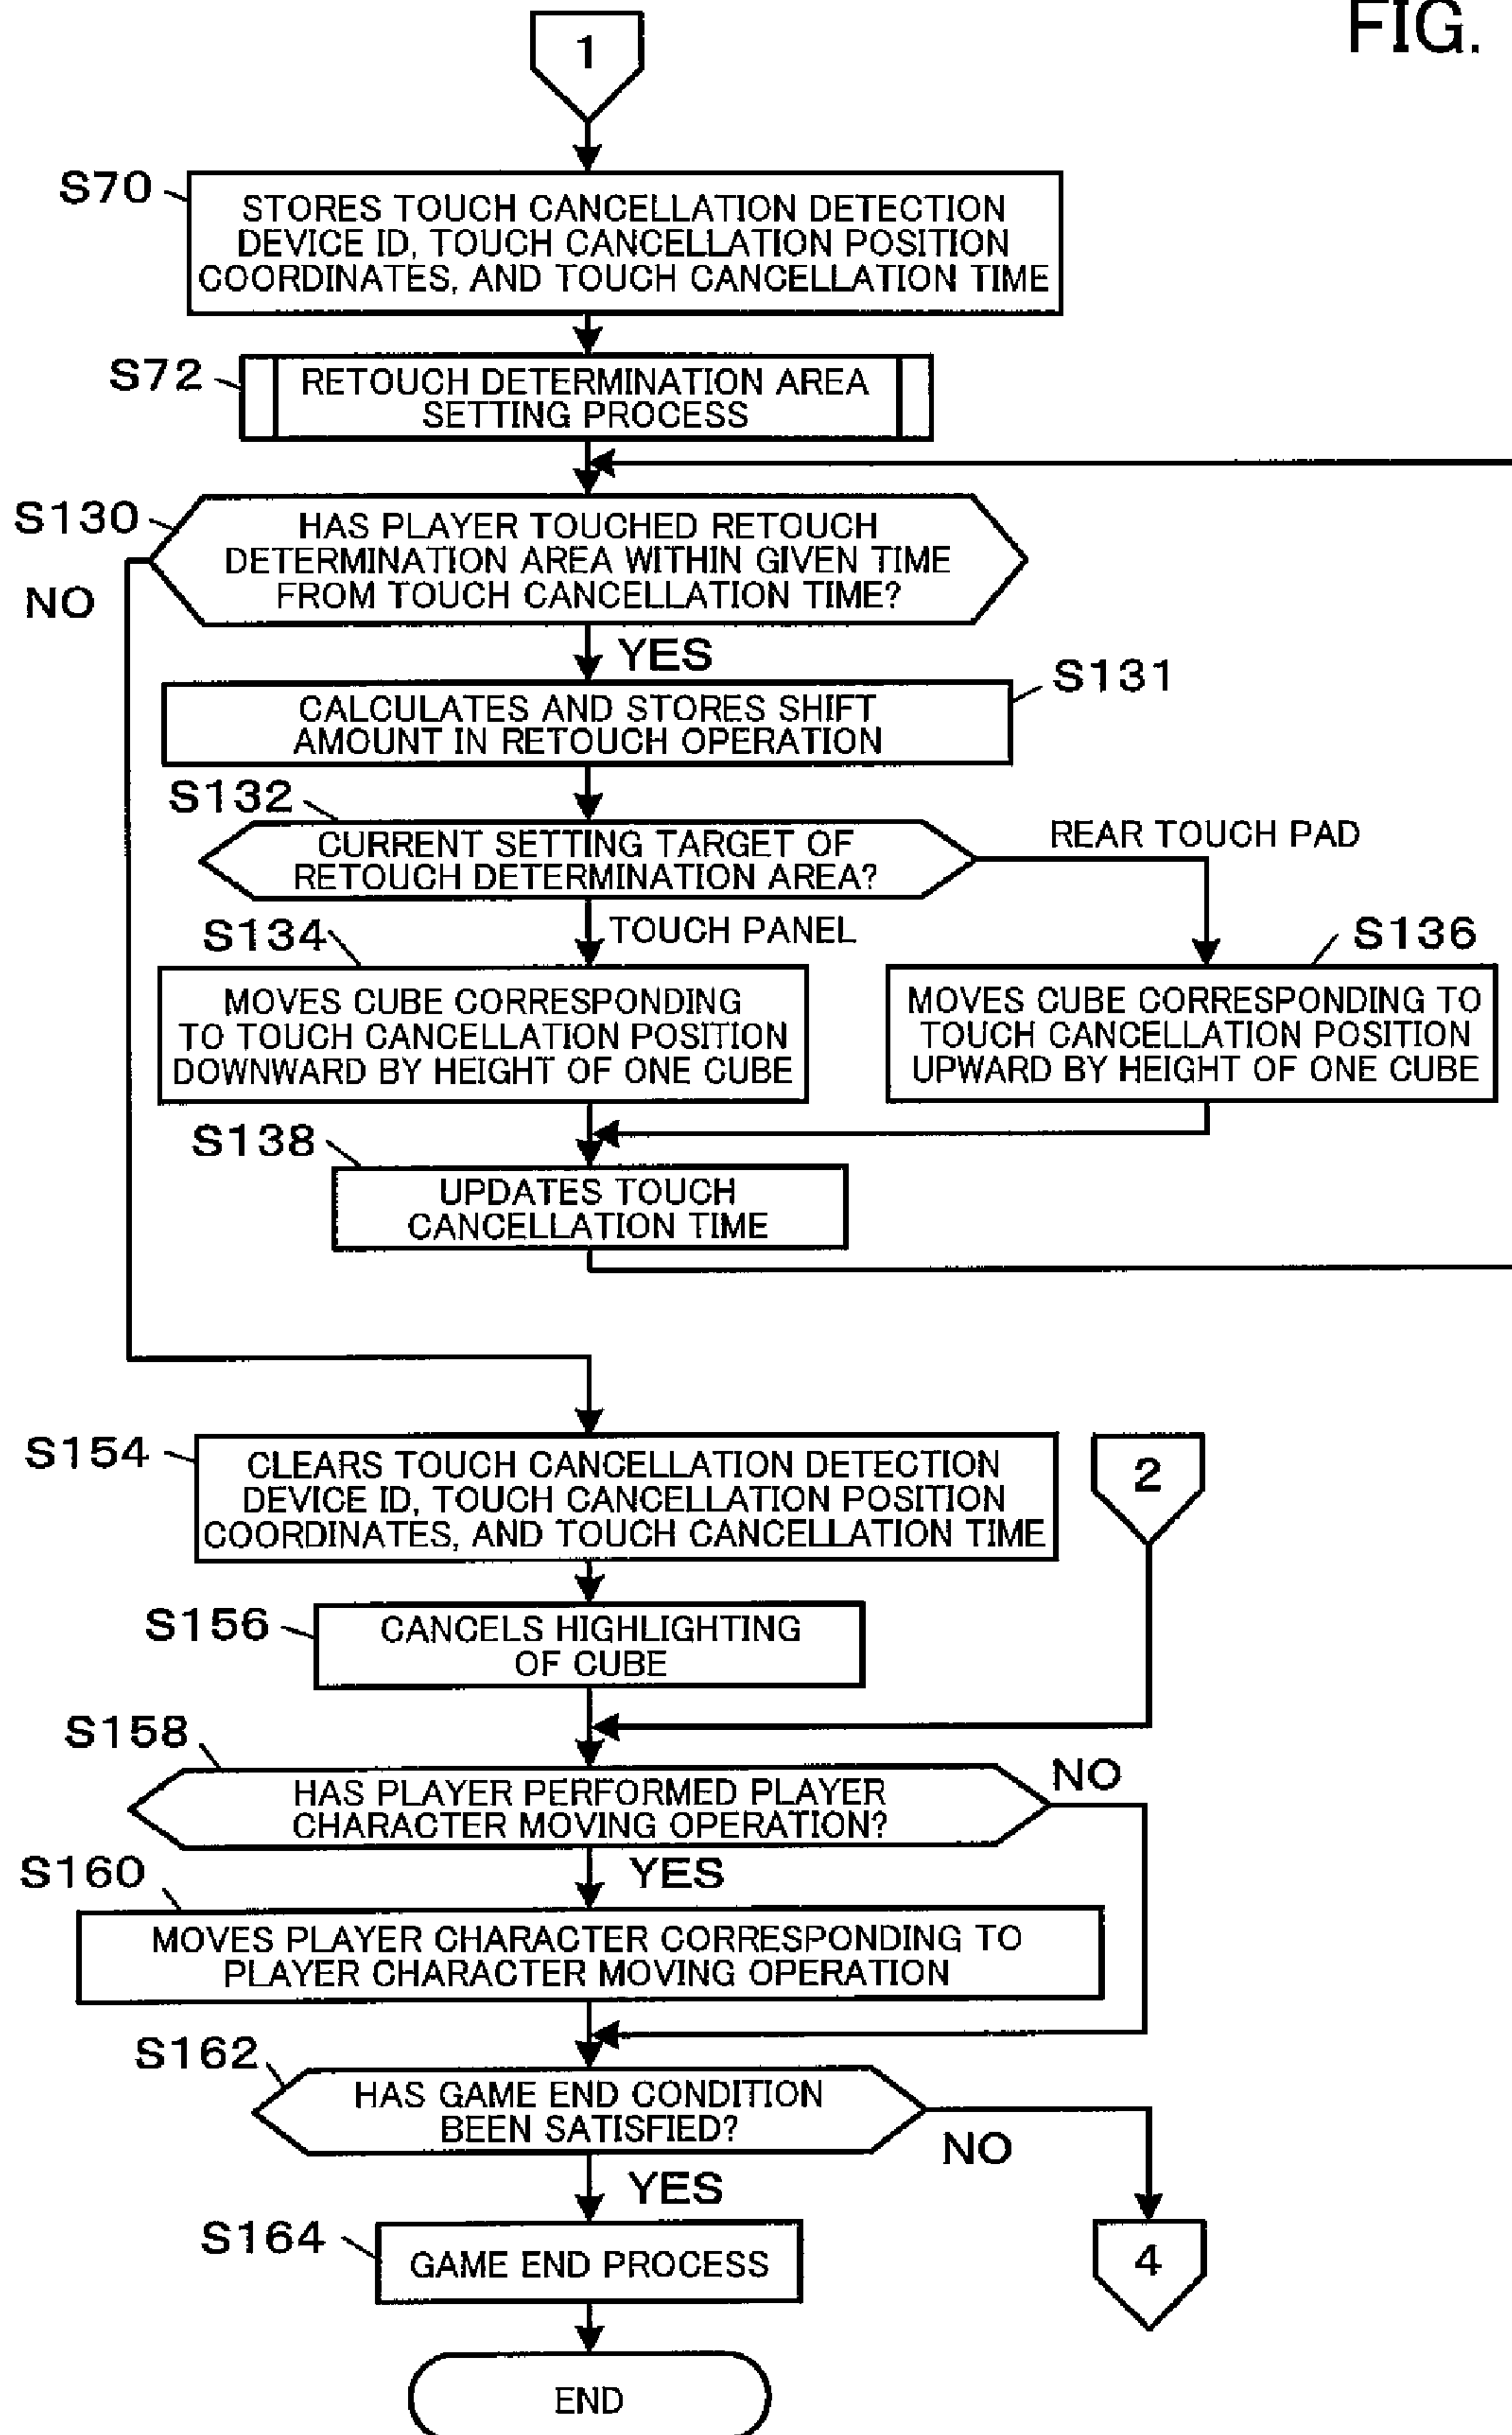 FIG.
1
S70
STORES TOUCH CANCELLATION DETECTION
DEVICE ID, TOUCH CANCELLATION POSITION
COORDINATES, AND TOUCH CANCELLATION TIME
S72
RETOUCH DETERMINATION AREA
SETTING PROCESS
S130
HAS PLAYER TOUCHED RETOUCH
DETERMINATION AREA WITHIN GIVEN TIME
FROM TOUCH CANCELLATION TIME?
NO
YES
S131
CALCULATES AND STORES SHIFT
AMOUNT IN RETOUCH OPERATION
S132
CURRENT SETTING TARGET OF
RETOUCH DETERMINATION AREA?
REAR TOUCH PAD
TOUCH PANEL
S134
MOVES CUBE CORRESPONDING
TO TOUCH CANCELLATION POSITION
DOWNWARD BY HEIGHT OF ONE CUBE
S136
MOVES CUBE CORRESPONDING TO
TOUCH CANCELLATION POSITION
UPWARD BY HEIGHT OF ONE CUBE
S138
UPDATES TOUCH
CANCELLATION TIME
S154
CLEARS TOUCH CANCELLATION DETECTION
DEVICE ID, TOUCH CANCELLATION POSITION
COORDINATES, AND TOUCH CANCELLATION TIME
2
S156
CANCELS HIGHLIGHTING
OF CUBE
S158
HAS PLAYER PERFORMED PLAYER
CHARACTER MOVING OPERATION?
NO
YES
S160
MOVES PLAYER CHARACTER CORRESPONDING TO
PLAYER CHARACTER MOVING OPERATION
S162
HAS GAME END CONDITION
BEEN SATISFIED?
NO
YES
S164
GAME END PROCESS
4
END